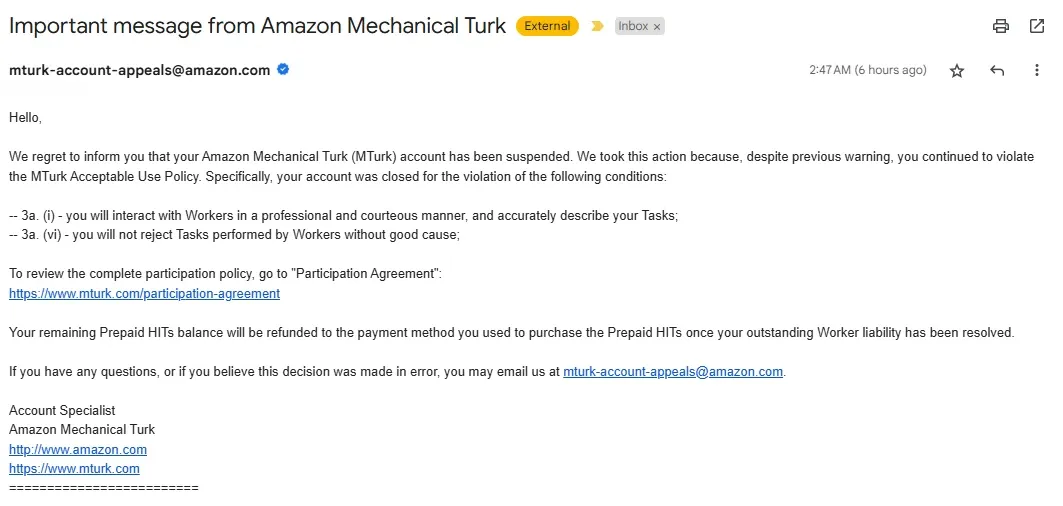 Important message from Amazon Mechanical Turk External Inbox ×
mturk-account-appeals@amazon.com 2:47 AM (6 hours ago)
Hello,
We regret to inform you that your Amazon Mechanical Turk (MTurk) account has been suspended. We took this action because, despite previous warning, you continued to violate
the MTurk Acceptable Use Policy. Specifically, your account was closed for the violation of the following conditions:
-- 3a. (i) - you will interact with Workers in a professional and courteous manner, and accurately describe your Tasks;
-- 3a. (vi) - you will not reject Tasks performed by Workers without good cause;
To review the complete participation policy, go to "Participation Agreement":
https://www.mturk.com/participation-agreement
Your remaining Prepaid HITs balance will be refunded to the payment method you used to purchase the Prepaid HITs once your outstanding Worker liability has been resolved.
If you have any questions, or if you believe this decision was made in error, you may email us at mturk-account-appeals@amazon.com.
Account Specialist
Amazon Mechanical Turk
http://www.amazon.com
https://www.mturk.com
=========================